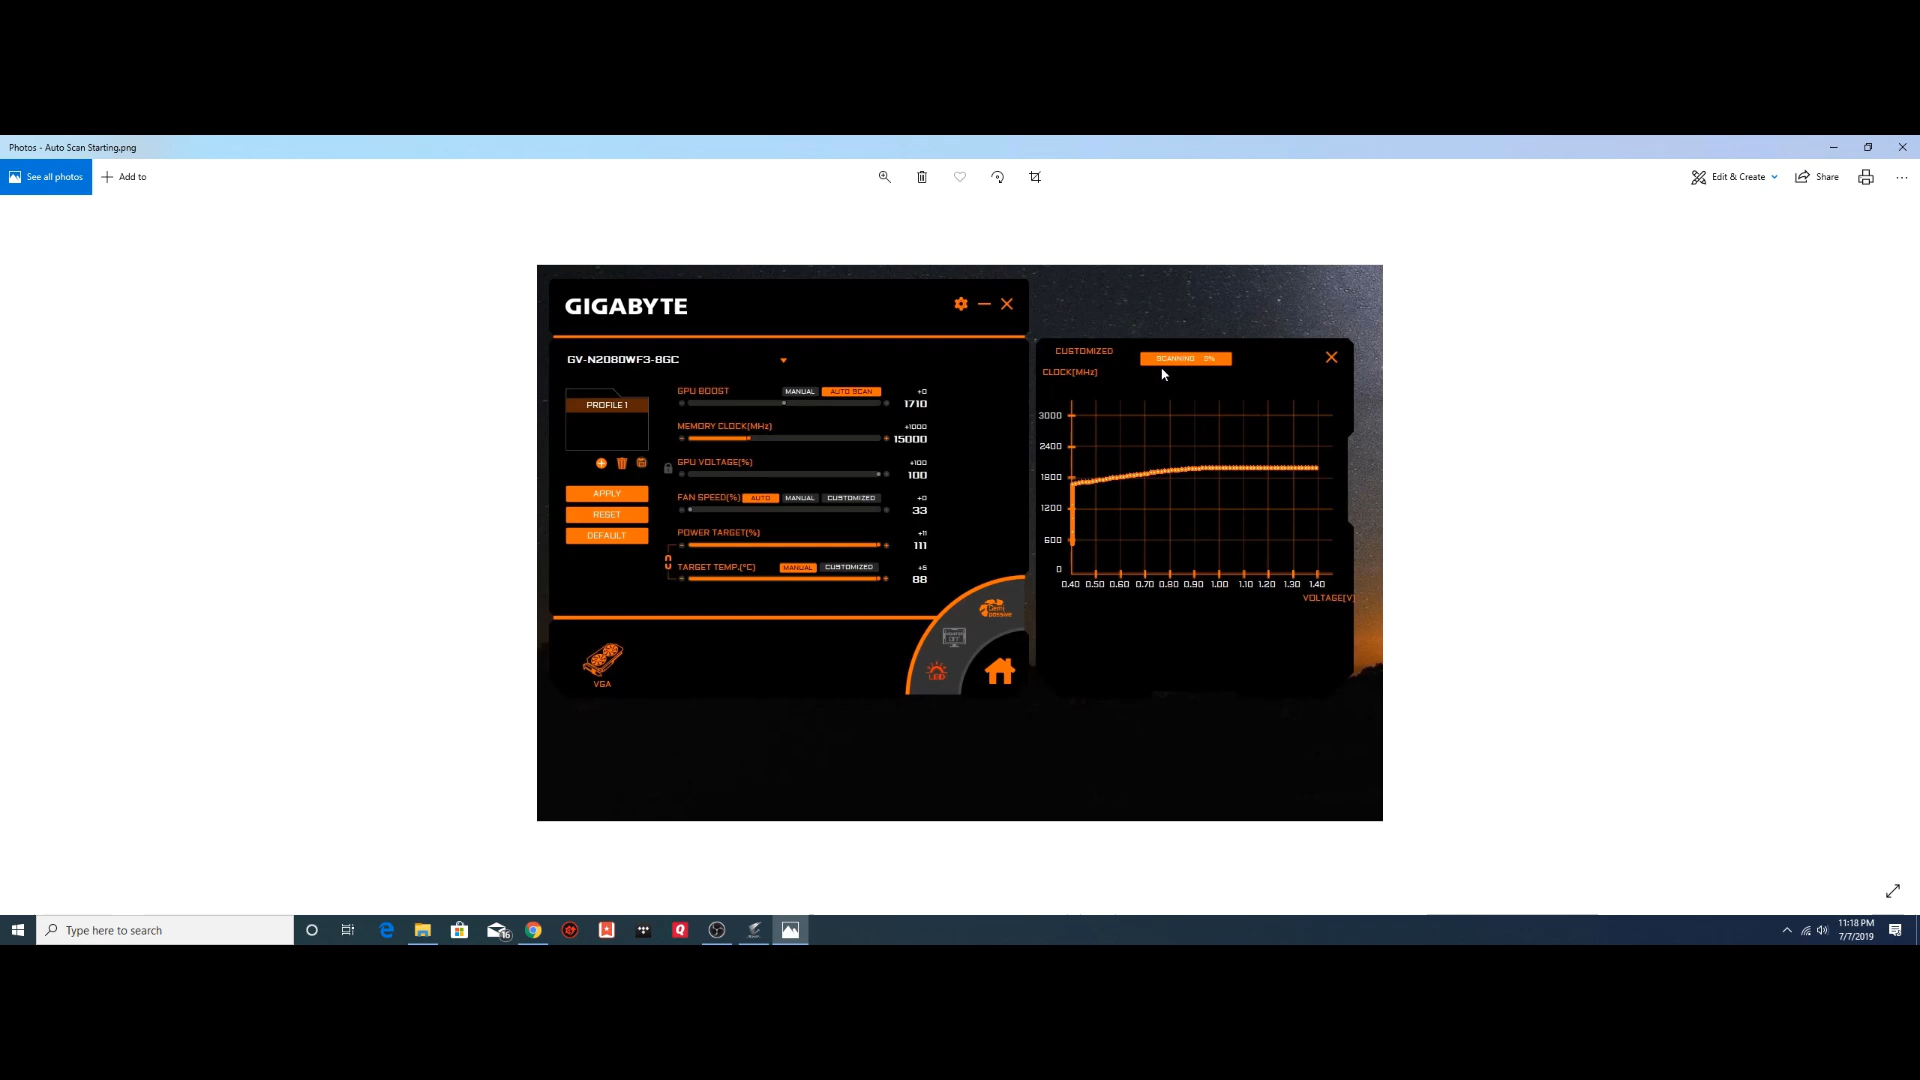 Photos - Auto Scan Starting.png
See all photos
Add to
Edit & Create
Share
GIGABYTE
GV-N2080WF3-8GC
PROFILE 1
APPLY
RESET
DEFAULT
GPU BOOST MANUAL AUTO SCAN +0
1710
MEMORY CLOCK(MHz) +1000
15000
GPU VOLTAGE(%) +100
100
FAN SPEED(%) AUTO MANUAL CUSTOMIZED +0
33
POWER TARGET(%) +11
111
TARGET TEMP.(°C) MANUAL CUSTOMIZED +5
88
Semi
passive
OFF
LED
VGA
CUSTOMIZED
SCANNING 3%
CLOCK(MHz)
3000
2400
1800
1200
600
0
0.40 0.50 0.60 0.70 0.80 0.90 1.00 1.10 1.20 1.30 1.40
VOLTAGE(V)
Type here to search
16
Q
11:18 PM
7/7/2019